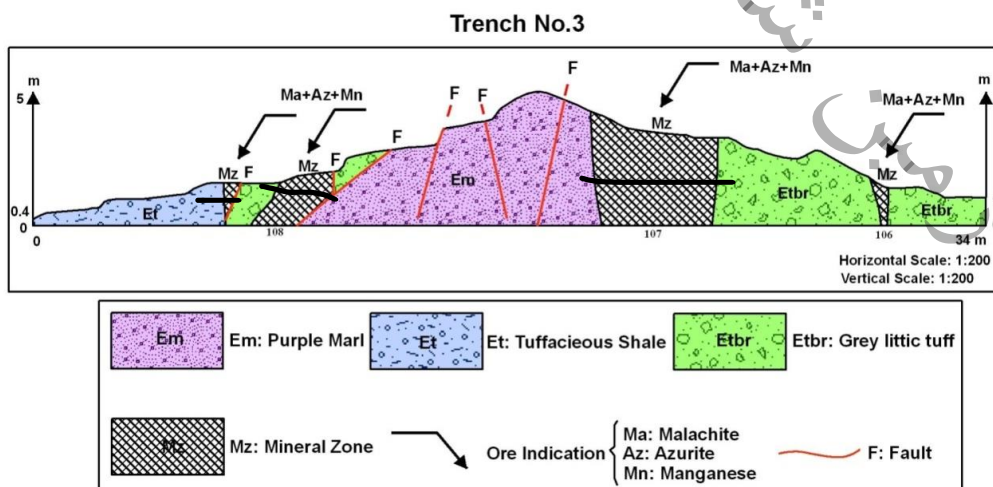 Trench No.3
m
5
0.4
0
0
Ma+Az+Mn
Ma+Az+Mn
Mz
F
Mz
F
F
F
F
F
Mz
Ma+Az+Mn
Ma+Az+Mn
Mz
m
Et
Em
Etbr
Etbr
108
107
106
34 m
Horizontal Scale: 1:200
Vertical Scale: 1:200
Em
Em: Purple Marl
Et
Et: Tuffacieous Shale
Etbr
Etbr: Grey littic tuff
Mz
Mz: Mineral Zone
Ore Indication
Ma: Malachite
Az: Azurite
Mn: Manganese
F: Fault